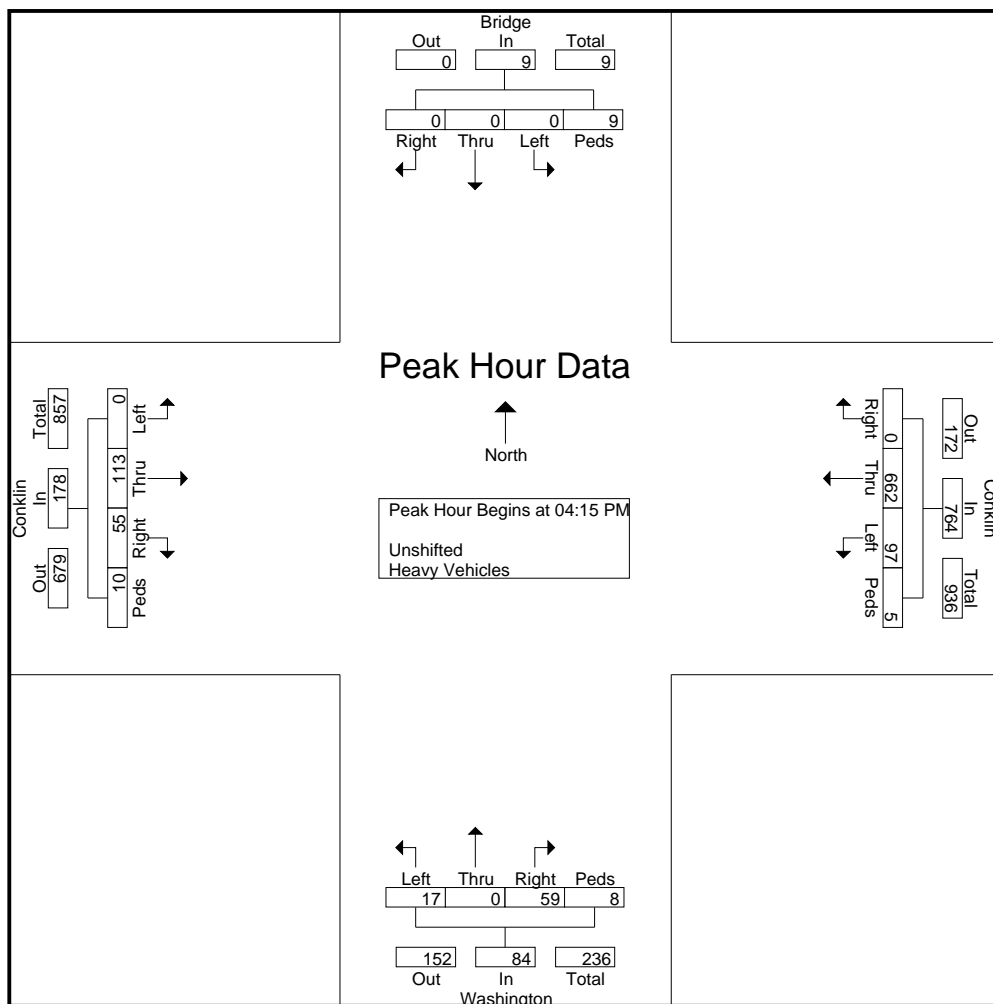 Bridge
Out In Total
0 9 9
0 0 0 9
Right Thru Left Peds
Peak Hour Data
North
Peak Hour Begins at 04:15 PM
Unshifted
Heavy Vehicles
Conklin
Out In Total
679 178 857
10 55 113 0
Peds Right Thru Left
Conklin
Out In Total
172 764 936
0 662 97 5
Right Thru Left Peds
Left Thru Right Peds
17 0 59 8
152 84 236
Out In Total
Washington